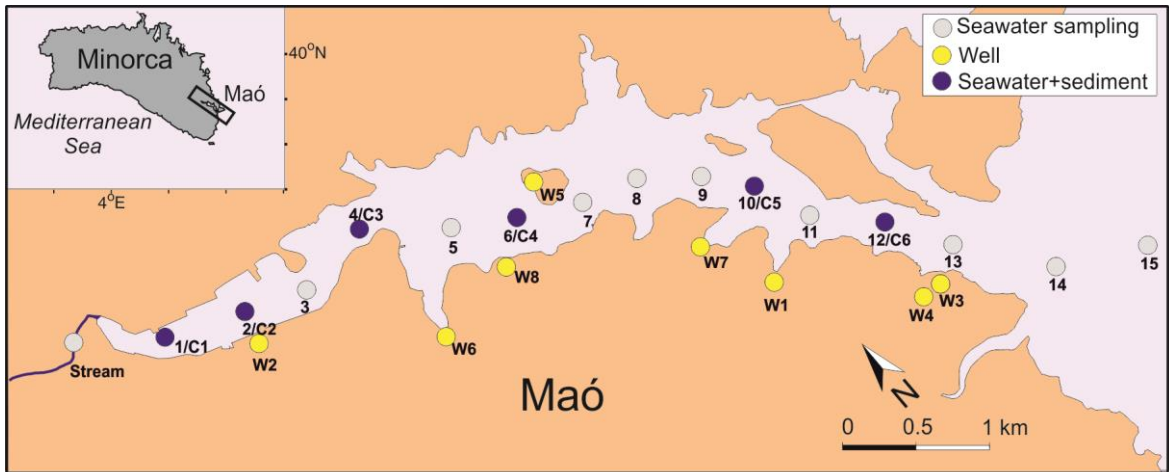 Minorca
Maó
Mediterranean
Sea
40°N
4°E
Seawater sampling
Well
Seawater+sediment
W5
8
9
10/C5
4/C3
7
6/C4
5
11
12/C6
13
14
15
W8
W7
W1
W3
W4
3
2/C2
1/C1
Stream
W2
W6
Maó
N
0 0.5 1 km